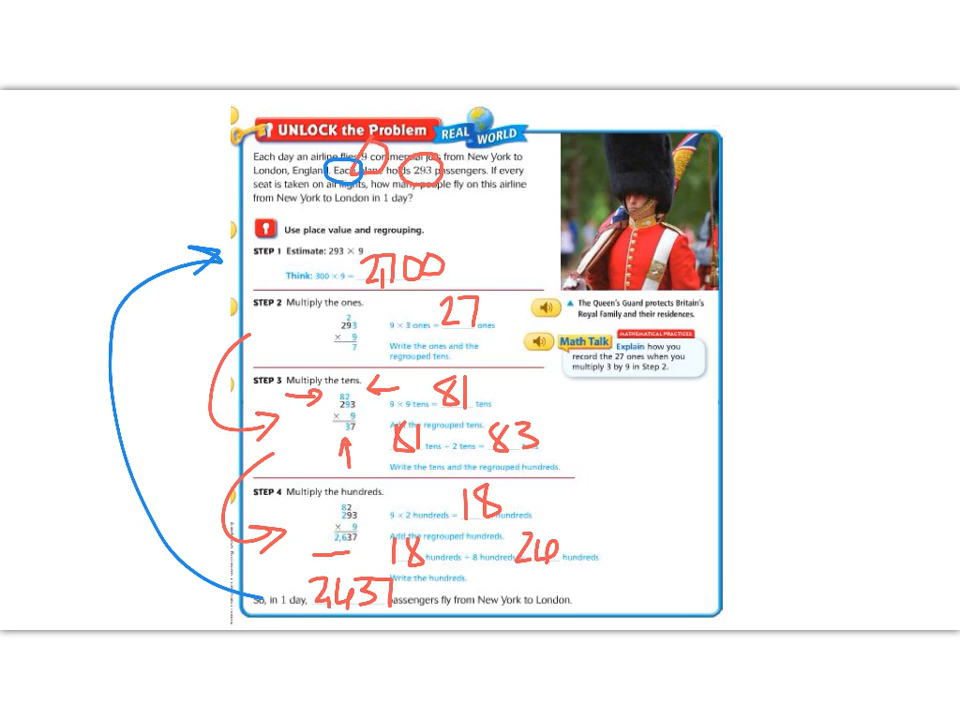 UNLOCK the Problem REAL WORLD
Each day an airline flies 9 commercial jets from New York to
London, England. Each plane holds 293 passengers. If every
seat is taken on all flights, how many people fly on this airline
from New York to London in 1 day?
Use place value and regrouping.
STEP 1 Estimate: 293 × 9
Think: 300 × 9 = 2,700
STEP 2 Multiply the ones.
2
293
× 9
7
9 × 3 ones = 27 ones
Write the ones and the
regrouped tens.
▲ The Queen's Guard protects Britain's
Royal Family and their residences.
MATHEMATICAL PRACTICES
Math Talk Explain how you
record the 27 ones when you
multiply 3 by 9 in Step 2.
STEP 3 Multiply the tens.
82
293
× 9
37
9 × 9 tens = 81 tens
Add the regrouped tens.
81 tens + 2 tens = 83
Write the tens and the regrouped hundreds.
STEP 4 Multiply the hundreds.
82
293
× 9
2,637
9 × 2 hundreds = 18 hundreds
Add the regrouped hundreds.
18 hundreds + 8 hundreds 26 hundreds
Write the hundreds.
So, in 1 day, 2,637 passengers fly from New York to London.